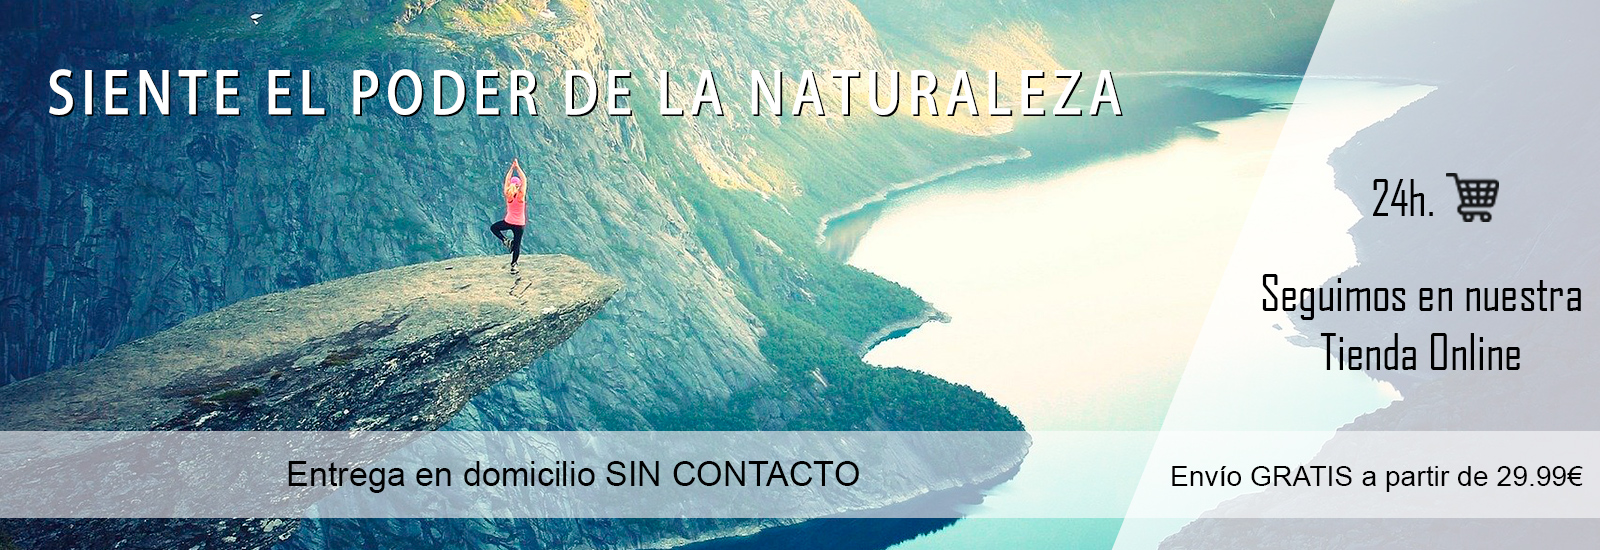 SIENTE EL PODER DE LA NATURALEZA
24h.
Seguimos en nuestra
Tienda Online
Entrega en domicilio SIN CONTACTO
Envío GRATIS a partir de 29.99€